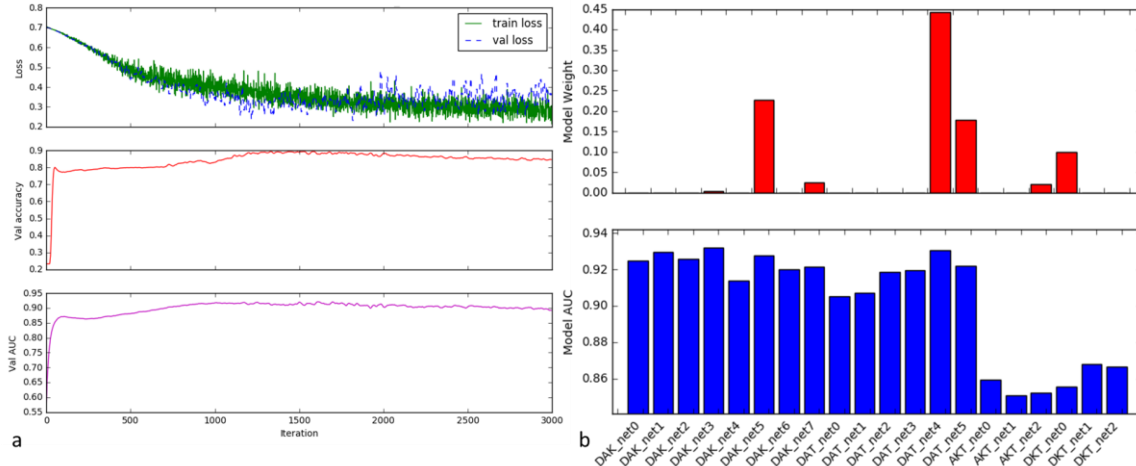 0.8
0.7
0.6
0.5
0.4
0.3
0.2
Loss
train loss
val loss
0.9
0.8
0.7
0.6
0.5
0.4
0.3
0.2
Val accuracy
0.95
0.90
0.85
0.80
0.75
0.70
0.65
0.60
0.55
Val AUC
0
500
1000
1500
2000
2500
3000
Iteration
a
0.45
0.40
0.35
0.30
0.25
0.20
0.15
0.10
0.05
0.00
Model Weight
0.94
0.92
0.90
0.88
0.86
Model AUC
DAK_net0
DAK_net1
DAK_net2
DAK_net3
DAK_net4
DAK_net5
DAK_net6
DAK_net7
DAT_net0
DAT_net1
DAT_net2
DAT_net3
DAT_net4
DAT_net5
AKT_net0
AKT_net1
AKT_net2
DKT_net0
DKT_net1
DKT_net2
b